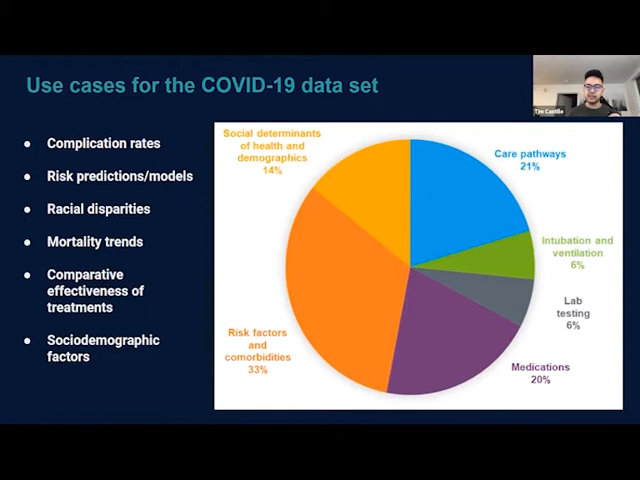 Use cases for the COVID-19 data set
Tim Castillo
Complication rates
Risk predictions/models
Racial disparities
Mortality trends
Comparative
effectiveness of
treatments
Sociodemographic
factors
Social determinants
of health and
demographics
14%
Care pathways
21%
Intubation and
ventilation
6%
Lab
testing
6%
Medications
20%
Risk factors
and
comorbidities
33%